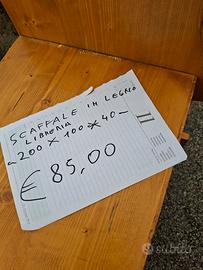 SCAFFALE IN LEGNO
LIBRERIA
200 x 100 x 40 -
€ 85,00
subito